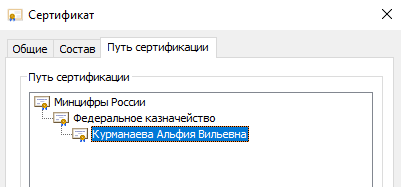 Сертификат
Общие Состав Путь сертификации
Путь сертификации
Минцифры России
Федеральное казначейство
Курманаева Альфия Вильевна